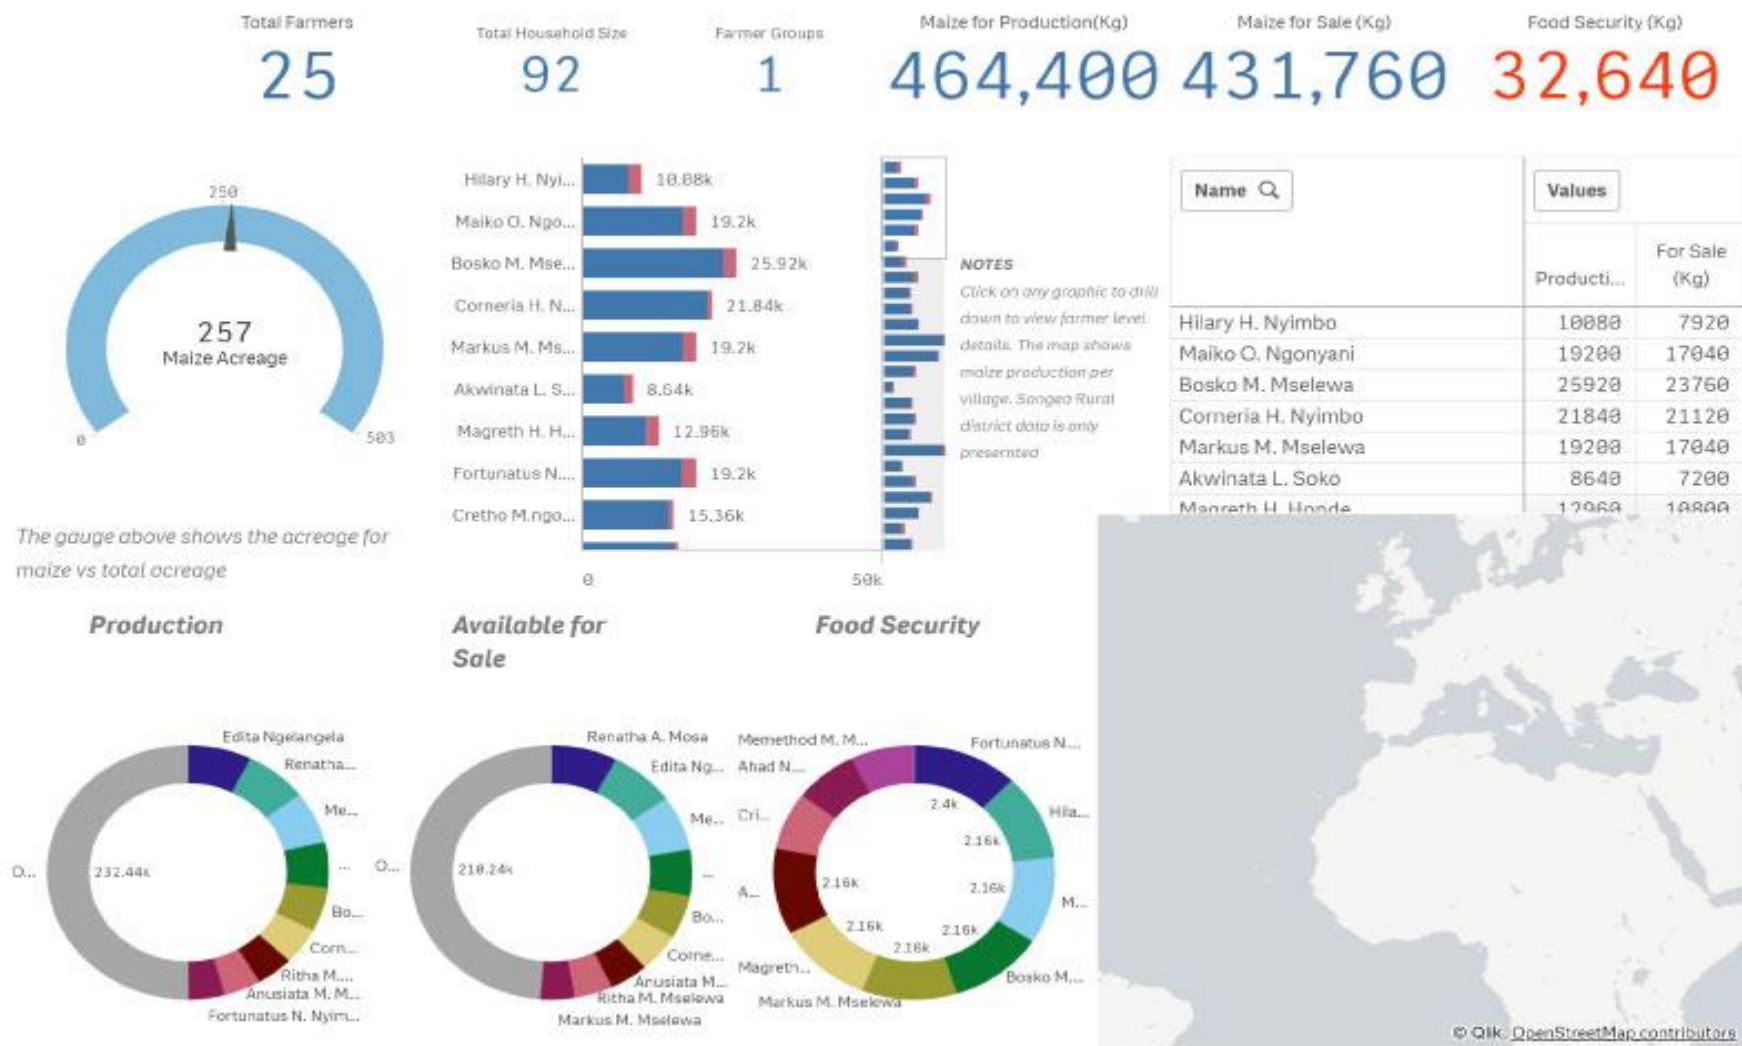 Total Farmers
25
Total Household Size
92
Farmer Groups
1
Maize for Production(Kg)
464,400
Maize for Sale (Kg)
431,760
Food Security (Kg)
32,640
250
257
Maize Acreage
0
503
The gauge above shows the acreage for
maize vs total acreage
Hilary H. Nyi...
10.08k
Maiko O. Ngo...
19.2k
Bosko M. Mse...
25.92k
Corneria H. N...
21.84k
Markus M. Ms...
19.2k
Akwinata L. S...
8.64k
Magreth H. H...
12.96k
Fortunatus N....
19.2k
Cretho M.ngo...
15.36k
0
50k
NOTES
Click on any graphic to drill
down to view farmer level
details. The map shows
maize production per
village. Songea Rural
district data is only
presernted
Name
Values
Producti...
For Sale
(Kg)
Hilary H. Nyimbo 10080 7920
Maiko O. Ngonyani 19200 17040
Bosko M. Mselewa 25920 23760
Corneria H. Nyimbo 21840 21120
Markus M. Mselewa 19200 17040
Akwinata L. Soko 8640 7200
Magreth H. Honde 12960 10800
Production
Edita Ngelangela
Renatha...
Me...
...
Bo...
Corn...
Ritha M....
Anusiata M. M...
Fortunatus N. Nyim...
O...
232.44k
Available for
Sale
Renatha A. Mosa
Edita Ng...
Me...
...
Bo...
Corne...
Anusiata M...
Ritha M. Mselewa
Markus M. Mselewa
O...
218.24k
Food Security
Memethod M. M...
Fortunatus N....
Ahad N....
2.4k
Cri...
Hila...
2.16k
2.16k
2.16k
A...
M...
2.16k
2.16k
2.16k
Magreth...
Bosko M....
Markus M. Mselewa
© Qlik, OpenStreetMap contributors